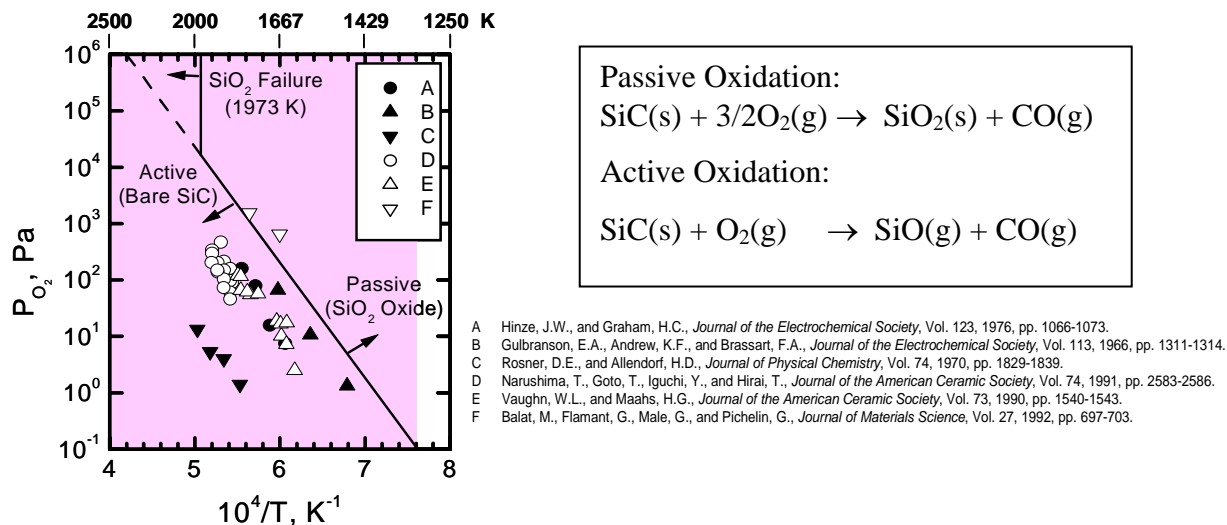 2500 2000 1667 1429 1250 K
10^6
10^5
10^4
10^3
10^2
10^1
10^0
10^-1
P_O2, Pa
4 5 6 7 8
10^4/T, K^-1
SiO2 Failure
(1973 K)
Active
(Bare SiC)
Passive
(SiO2 Oxide)
A
B
C
D
E
F
Passive Oxidation:
SiC(s) + 3/2O2(g) → SiO2(s) + CO(g)
Active Oxidation:
SiC(s) + O2(g) → SiO(g) + CO(g)
A Hinze, J.W., and Graham, H.C., Journal of the Electrochemical Society, Vol. 123, 1976, pp. 1066-1073.
B Gulbranson, E.A., Andrew, K.F., and Brassart, F.A., Journal of the Electrochemical Society, Vol. 113, 1966, pp. 1311-1314.
C Rosner, D.E., and Allendorf, H.D., Journal of Physical Chemistry, Vol. 74, 1970, pp. 1829-1839.
D Narushima, T., Goto, T., Iguchi, Y., and Hirai, T., Journal of the American Ceramic Society, Vol. 74, 1991, pp. 2583-2586.
E Vaughn, W.L., and Maahs, H.G., Journal of the American Ceramic Society, Vol. 73, 1990, pp. 1540-1543.
F Balat, M., Flamant, G., Male, G., and Pichelin, G., Journal of Materials Science, Vol. 27, 1992, pp. 697-703.